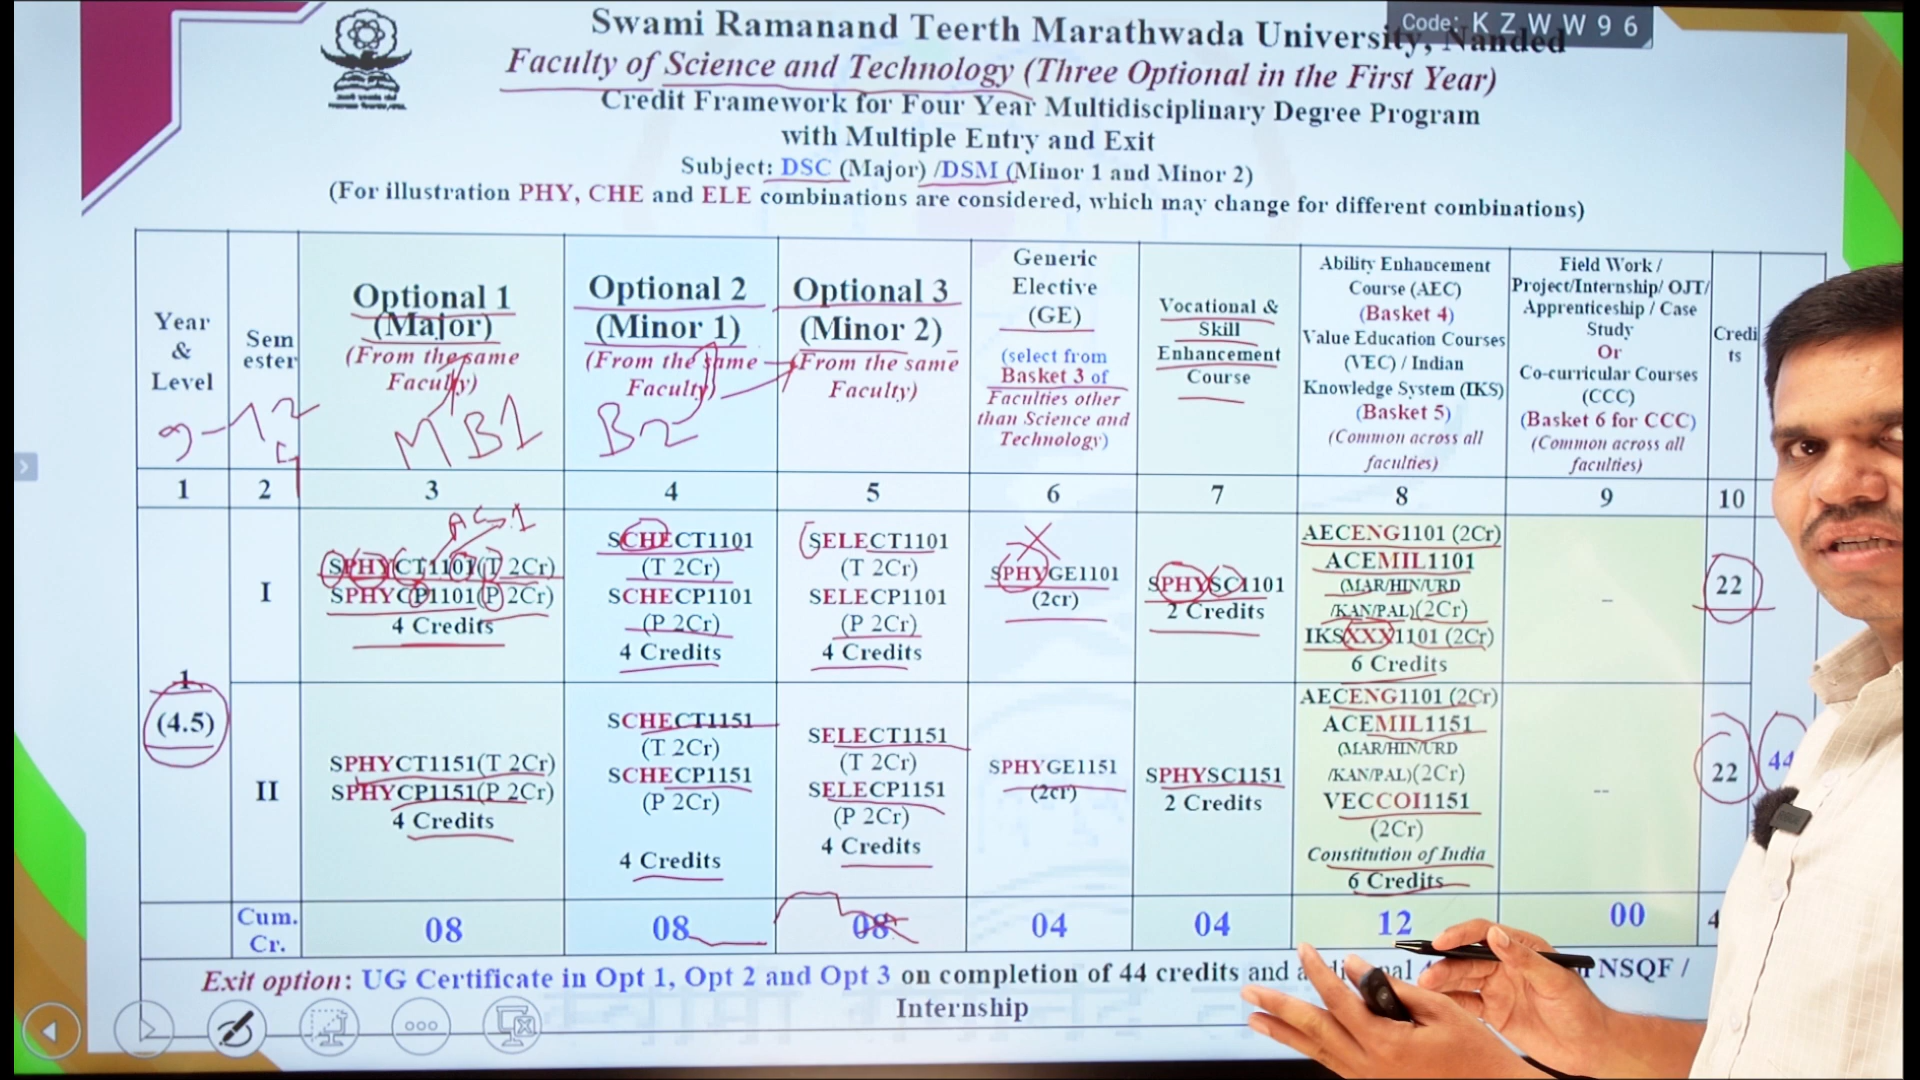 Code: K Z W W 9 6
Swami Ramanand Teerth Marathwada University, Nanded
Faculty of Science and Technology (Three Optional in the First Year)
Credit Framework for Four Year Multidisciplinary Degree Program
with Multiple Entry and Exit
Subject: DSC (Major) /DSM (Minor 1 and Minor 2)
(For illustration PHY, CHE and ELE combinations are considered, which may change for different combinations)
Year
&
Level
Sem
ester
Optional 1
(Major)
(From the same
Faculty)
MB1
Optional 2
(Minor 1)
(From the same
Faculty)
B2
Optional 3
(Minor 2)
(From the same
Faculty)
Generic
Elective
(GE)
(select from
Basket 3 of
Faculties other
than Science and
Technology)
Vocational &
Skill
Enhancement
Course
Ability Enhancement
Course (AEC)
(Basket 4)
Value Education Courses
(VEC) / Indian
Knowledge System (IKS)
(Basket 5)
(Common across all
faculties)
Field Work /
Project/Internship/ OJT/
Apprenticeship / Case
Study
Or
Co-curricular Courses
(CCC)
(Basket 6 for CCC)
(Common across all
faculties)
Credi
ts
1 2 3 4 5 6 7 8 9 10
1
(4.5)
I
SPHYCT1101(T 2Cr)
SPHYCP1101(P 2Cr)
4 Credits
SCHECT1101
(T 2Cr)
SCHECP1101
(P 2Cr)
4 Credits
SELECT1101
(T 2Cr)
SELECP1101
(P 2Cr)
4 Credits
SPHYGE1101
(2cr)
SPHYSC1101
2 Credits
AECENG1101 (2Cr)
ACEMIL1101
(MAR/HIN/URD
/KAN/PAL)(2Cr)
IKSXXX1101 (2Cr)
6 Credits
–
22
II
SPHYCT1151(T 2Cr)
SPHYCP1151(P 2Cr)
4 Credits
SCHECT1151
(T 2Cr)
SCHECP1151
(P 2Cr)
4 Credits
SELECT1151
(T 2Cr)
SELECP1151
(P 2Cr)
4 Credits
SPHYGE1151
(2cr)
SPHYSC1151
2 Credits
AECENG1101 (2Cr)
ACEMIL1151
(MAR/HIN/URD
/KAN/PAL)(2Cr)
VECCOI1151
(2Cr)
Constitution of India
6 Credits
--
22
44
Cum.
Cr.
08 08 08 04 04 12 00
Exit option: UG Certificate in Opt 1, Opt 2 and Opt 3 on completion of 44 credits and NSQF /
Internship